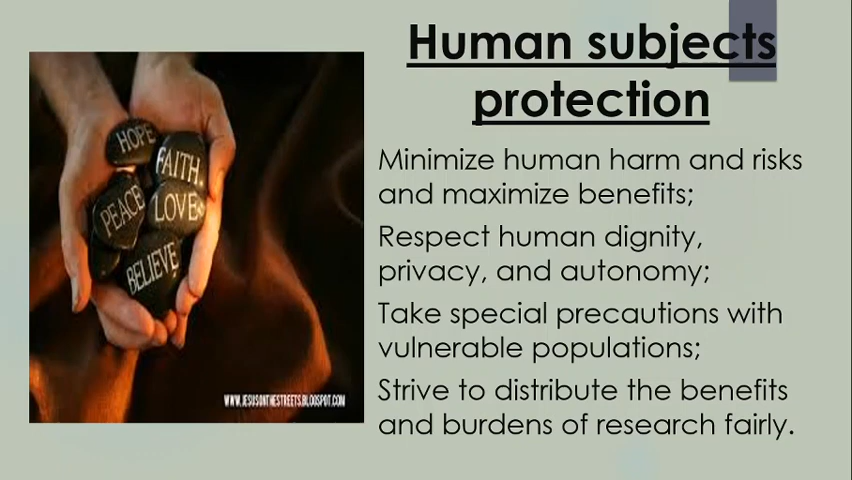 Human subjects
protection
HOPE
FAITH.
PEACE
LOVE
BELIEVE
WWW.JESUSONTHESTREETS.BLOGSPOT.COM
Minimize human harm and risks
and maximize benefits;
Respect human dignity,
privacy, and autonomy;
Take special precautions with
vulnerable populations;
Strive to distribute the benefits
and burdens of research fairly.